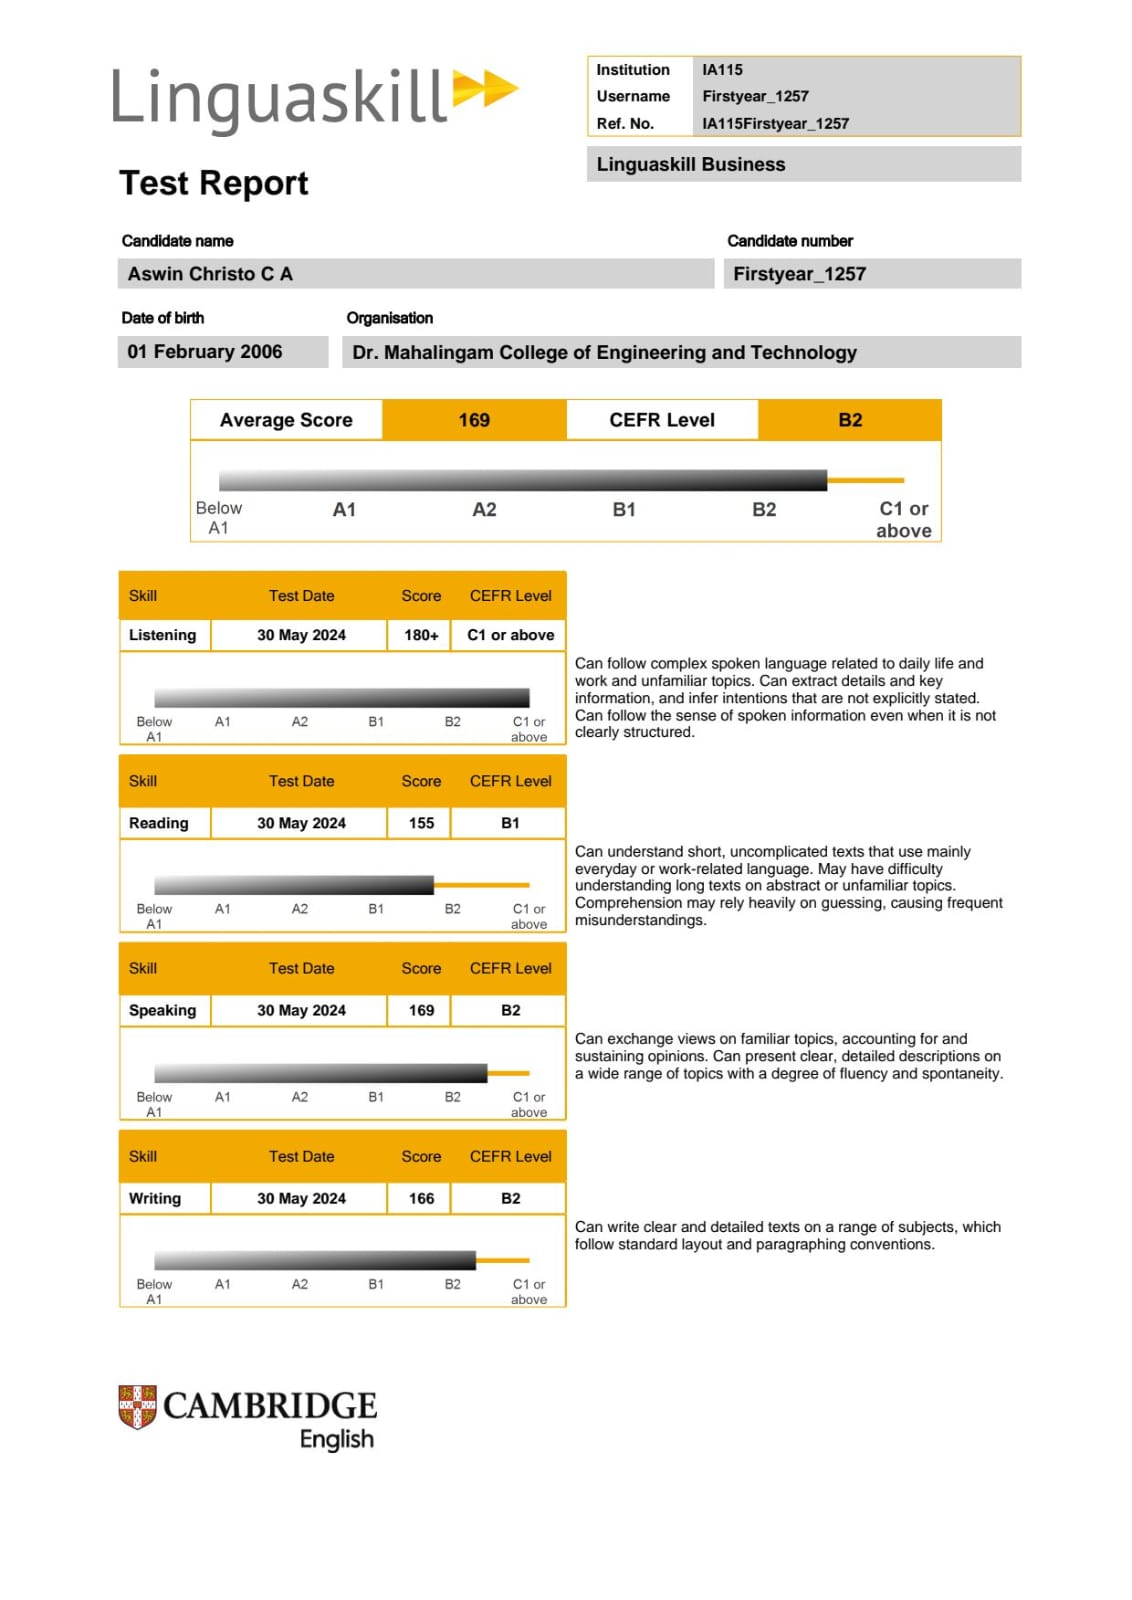 Linguaskill
Institution IA115
Username Firstyear_1257
Ref. No. IA115Firstyear_1257
Linguaskill Business
Test Report
Candidate name Candidate number
Aswin Christo C A Firstyear_1257
Date of birth Organisation
01 February 2006 Dr. Mahalingam College of Engineering and Technology
Average Score 169 CEFR Level B2
Below A1 A2 B1 B2 C1 or
A1 above
Skill Test Date Score CEFR Level
Listening 30 May 2024 180+ C1 or above
Below A1 A2 B1 B2 C1 or
A1 above
Can follow complex spoken language related to daily life and
work and unfamiliar topics. Can extract details and key
information, and infer intentions that are not explicitly stated.
Can follow the sense of spoken information even when it is not
clearly structured.
Skill Test Date Score CEFR Level
Reading 30 May 2024 155 B1
Below A1 A2 B1 B2 C1 or
A1 above
Can understand short, uncomplicated texts that use mainly
everyday or work-related language. May have difficulty
understanding long texts on abstract or unfamiliar topics.
Comprehension may rely heavily on guessing, causing frequent
misunderstandings.
Skill Test Date Score CEFR Level
Speaking 30 May 2024 169 B2
Below A1 A2 B1 B2 C1 or
A1 above
Can exchange views on familiar topics, accounting for and
sustaining opinions. Can present clear, detailed descriptions on
a wide range of topics with a degree of fluency and spontaneity.
Skill Test Date Score CEFR Level
Writing 30 May 2024 166 B2
Below A1 A2 B1 B2 C1 or
A1 above
Can write clear and detailed texts on a range of subjects, which
follow standard layout and paragraphing conventions.
CAMBRIDGE
English